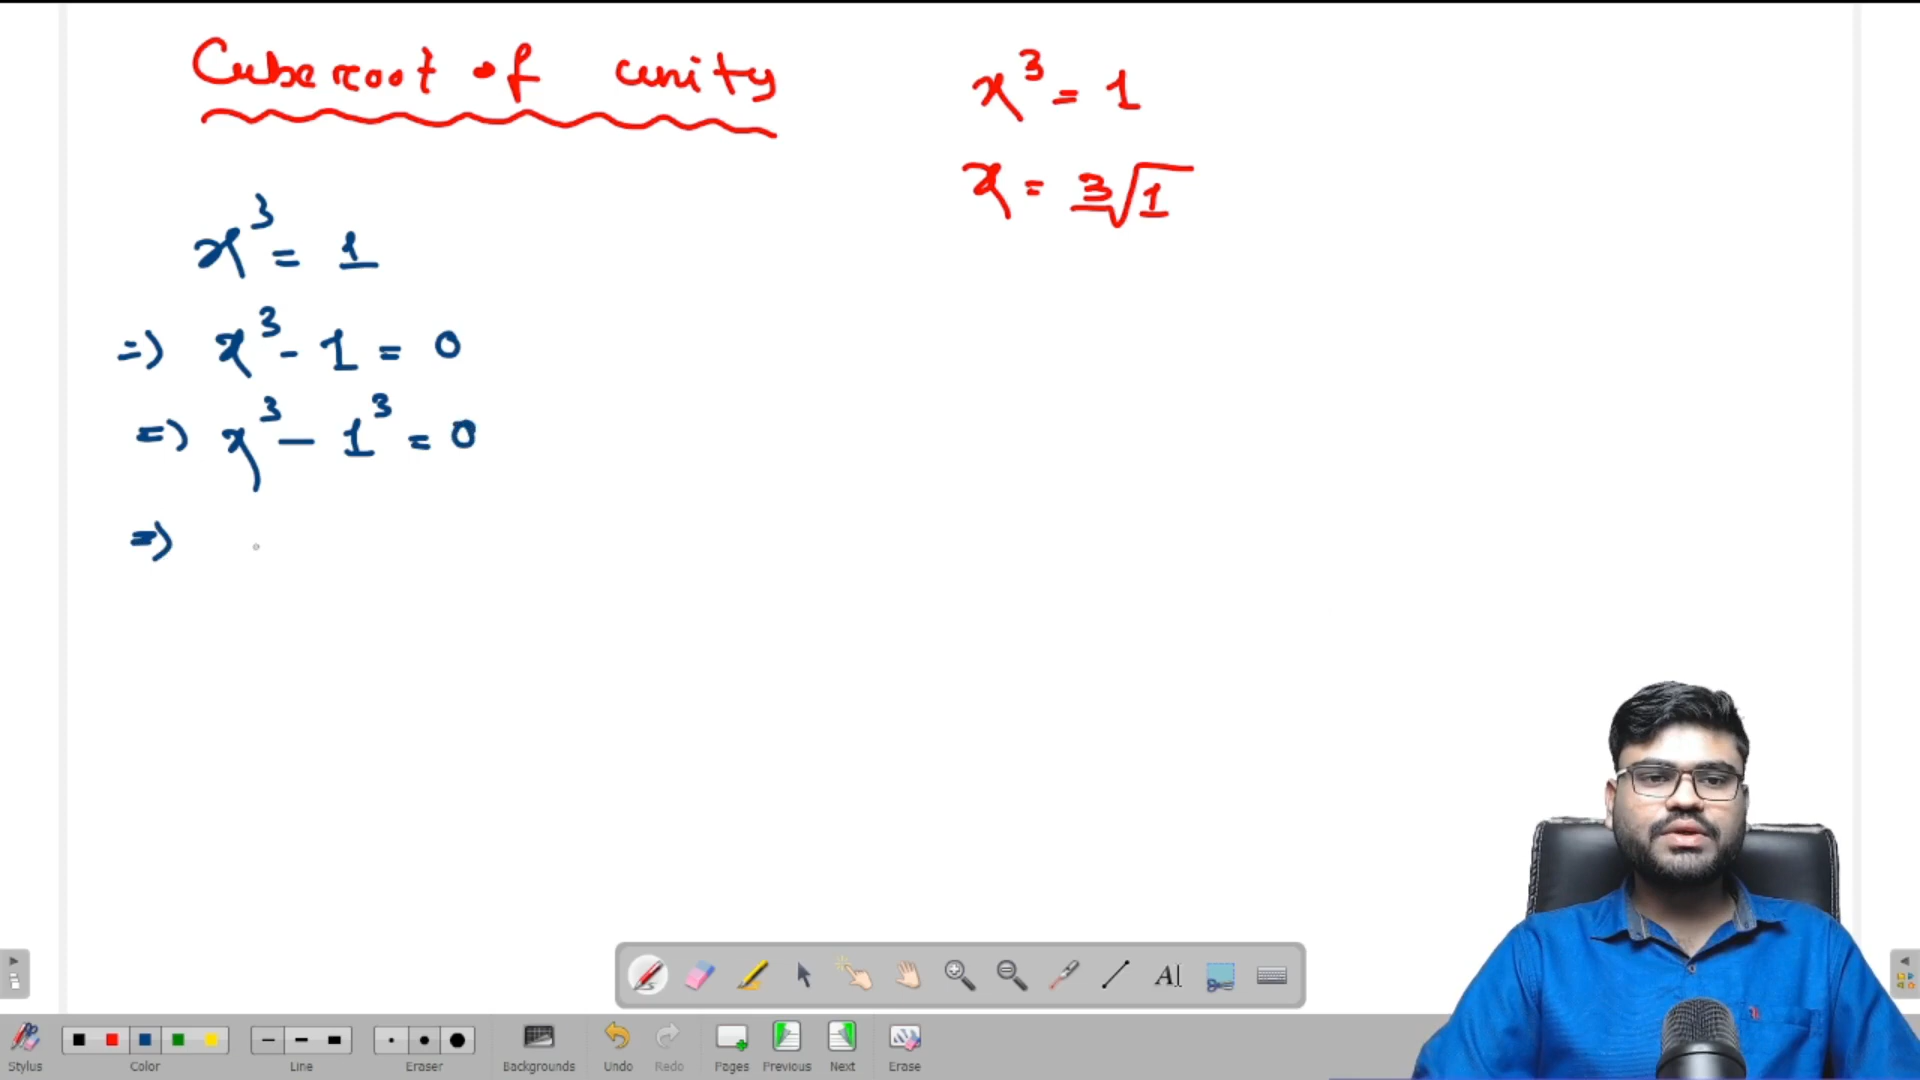 Cube root of unity
x³ = 1
x = ³√1
x³ = 1
=> x³ - 1 = 0
=> x³ - 1³ = 0
=>
Stylus
Color
Line
Eraser
Backgrounds
Undo
Redo
Pages
Previous
Next
Erase